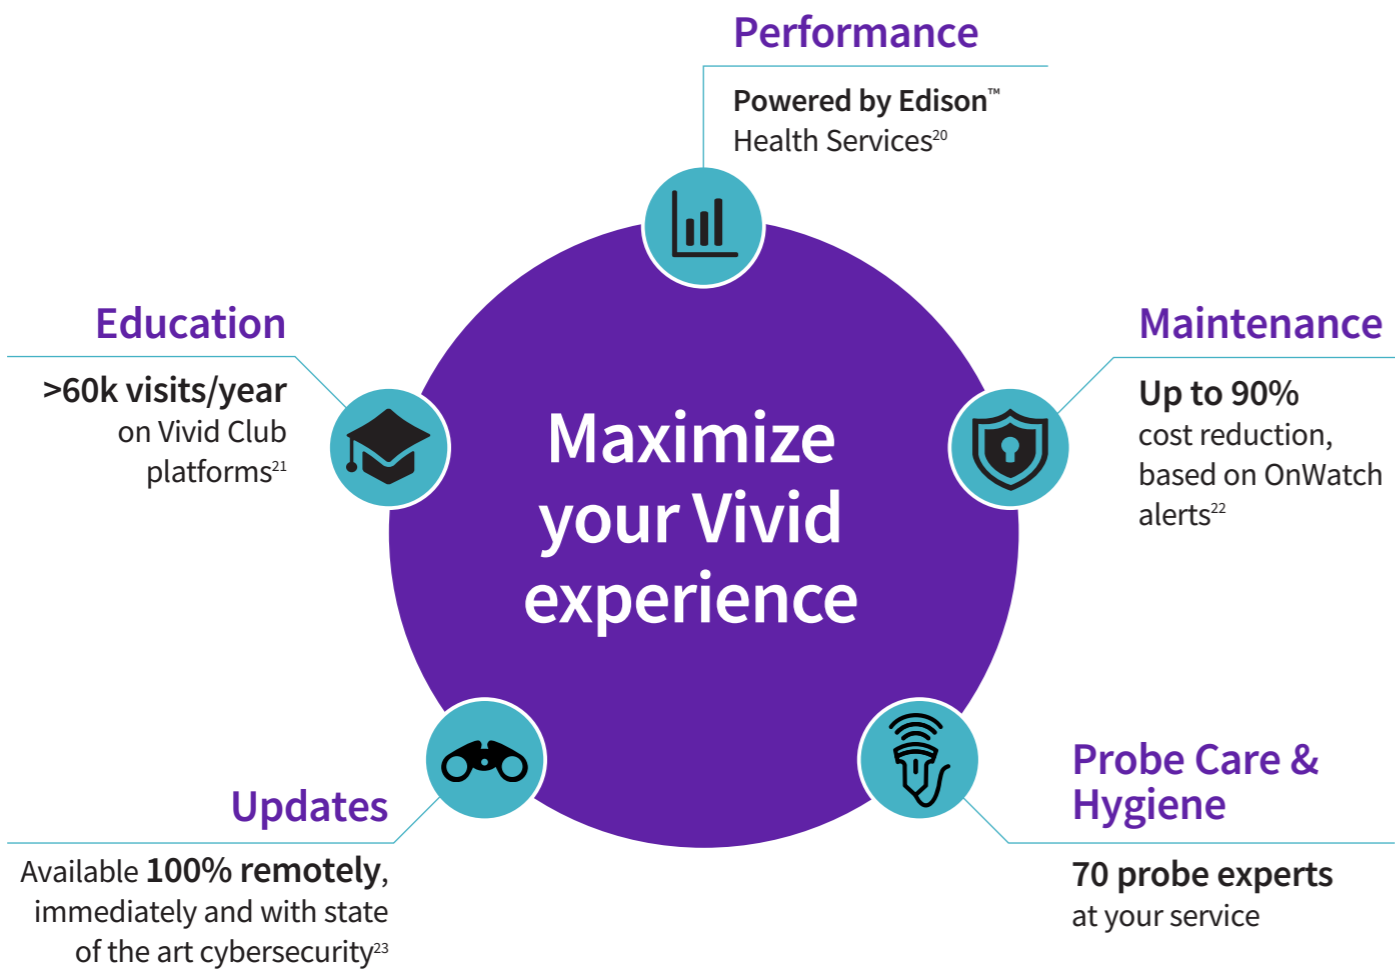 Performance
Powered by Edison™
Health Services²⁰
Education
>60k visits/year
on Vivid Club
platforms²¹
Maintenance
Up to 90%
cost reduction,
based on OnWatch
alerts²²
Maximize
your Vivid
experience
Updates
Available 100% remotely,
immediately and with state
of the art cybersecurity²³
Probe Care &
Hygiene
70 probe experts
at your service